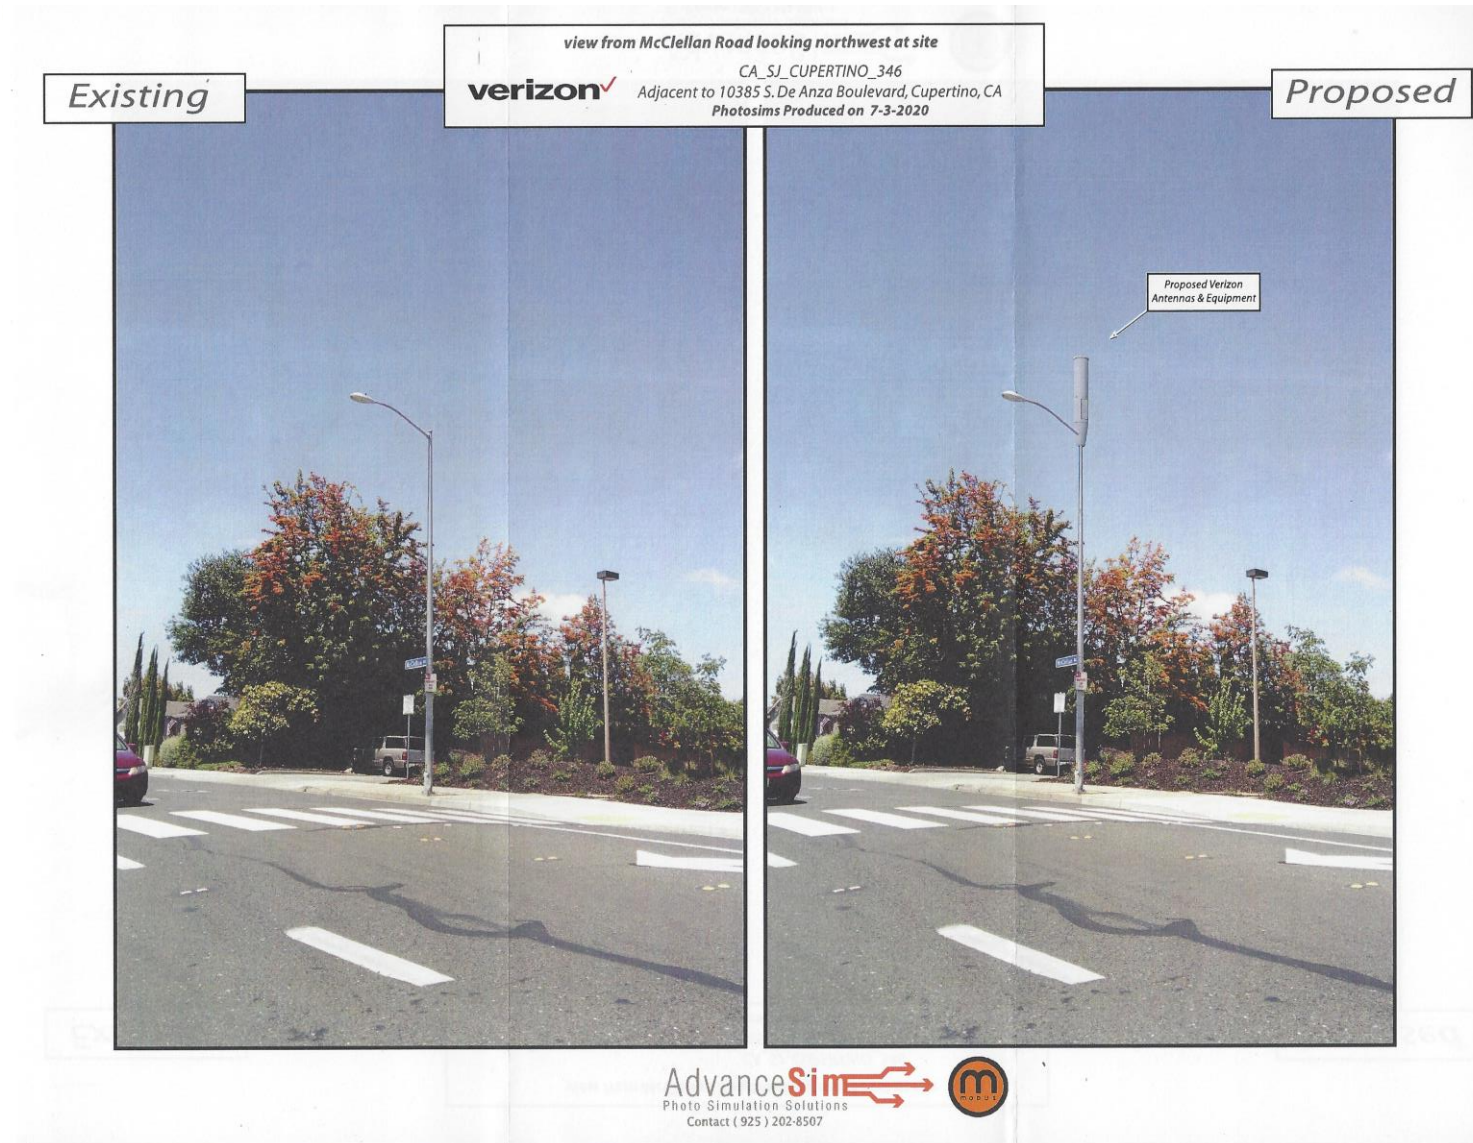 view from McClellan Road looking northwest at site
verizon
CA_SJ_CUPERTINO_346
Adjacent to 10385 S. De Anza Boulevard, Cupertino, CA
Photosims Produced on 7-3-2020
Existing
Proposed
Proposed Verizon
Antennas & Equipment
AdvanceSim
Photo Simulation Solutions
Contact ( 925 ) 202-8507
m
MODUS